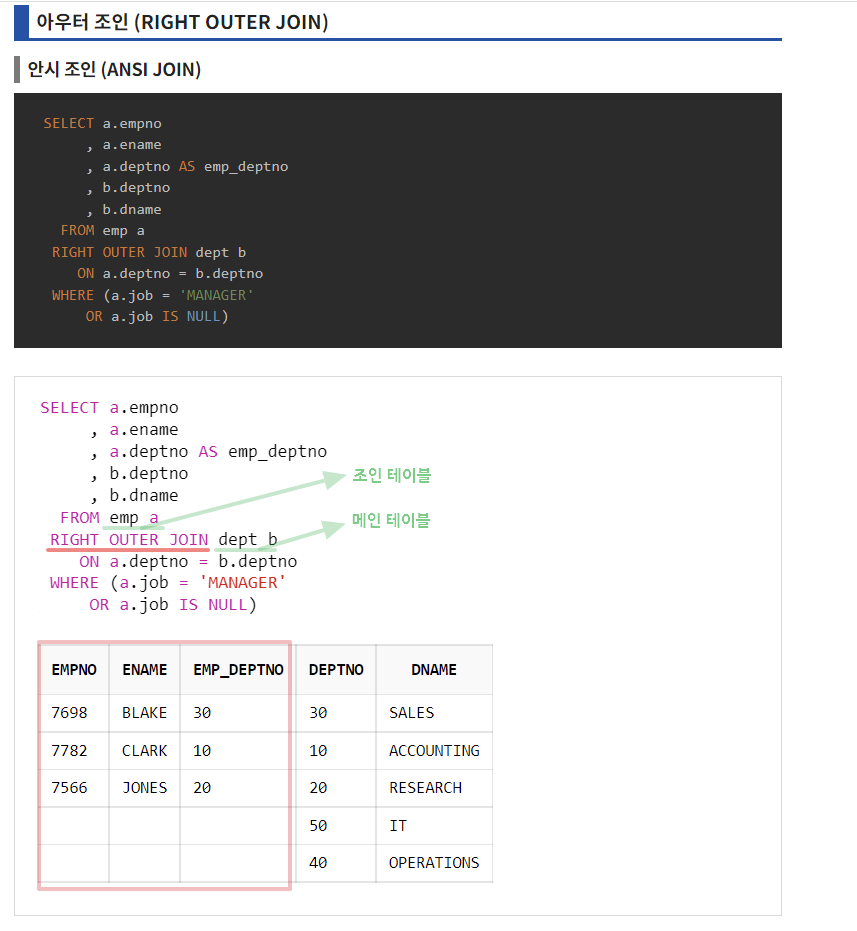 아우터 조인 (RIGHT OUTER JOIN)
안시 조인 (ANSI JOIN)
SELECT a.empno
, a.ename
, a.deptno AS emp_deptno
, b.deptno
, b.dname
FROM emp a
RIGHT OUTER JOIN dept b
ON a.deptno = b.deptno
WHERE (a.job = 'MANAGER'
OR a.job IS NULL)
SELECT a.empno
, a.ename
, a.deptno AS emp_deptno
, b.deptno
조인 테이블
, b.dname
FROM emp a
메인 테이블
RIGHT OUTER JOIN dept b
ON a.deptno = b.deptno
WHERE (a.job = 'MANAGER'
OR a.job IS NULL)
EMPNO ENAME EMP_DEPTNO DEPTNO DNAME
7698 BLAKE 30 30 SALES
7782 CLARK 10 10 ACCOUNTING
7566 JONES 20 20 RESEARCH
50 IT
40 OPERATIONS